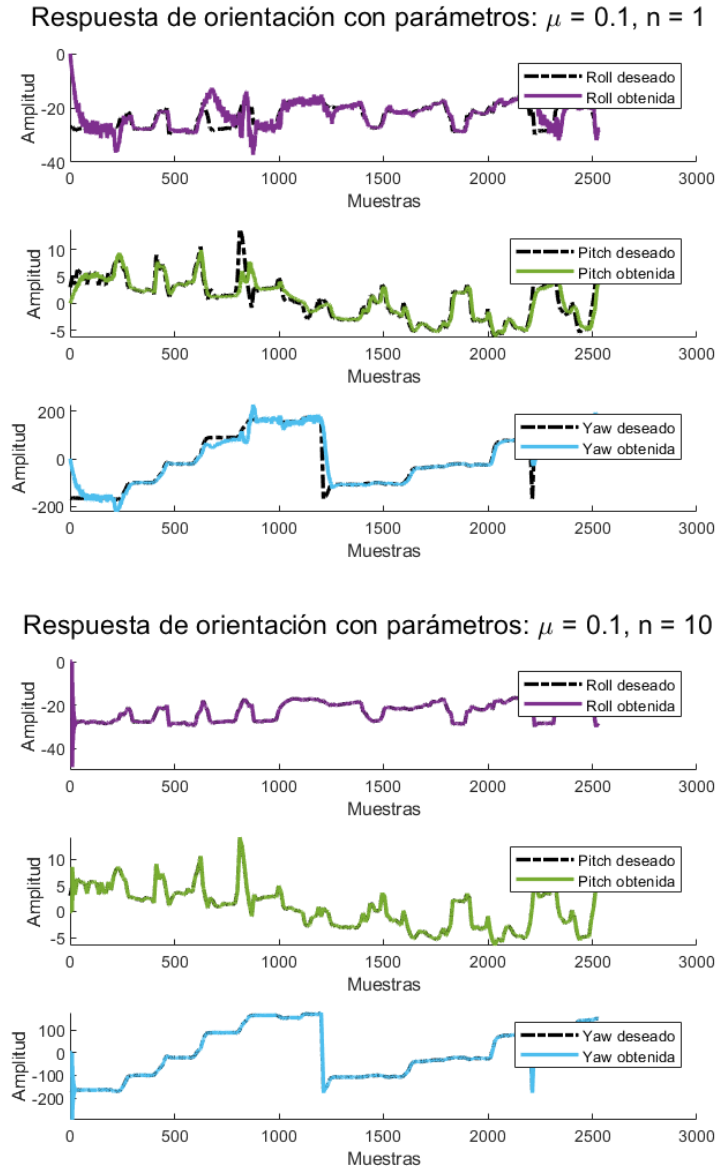 Respuesta de orientación con parámetros: μ = 0.1, n = 1
0
-20
-40
Amplitud
Roll deseado
Roll obtenida
0 500 1000 1500 2000 2500 3000
Muestras
10
5
0
-5
Amplitud
Pitch deseado
Pitch obtenida
0 500 1000 1500 2000 2500 3000
Muestras
200
0
-200
Amplitud
Yaw deseado
Yaw obtenida
0 500 1000 1500 2000 2500 3000
Muestras
Respuesta de orientación con parámetros: μ = 0.1, n = 10
0
-20
-40
Amplitud
Roll deseado
Roll obtenida
0 500 1000 1500 2000 2500 3000
Muestras
10
5
0
-5
Amplitud
Pitch deseado
Pitch obtenida
0 500 1000 1500 2000 2500 3000
Muestras
100
0
-100
-200
Amplitud
Yaw deseado
Yaw obtenida
0 500 1000 1500 2000 2500 3000
Muestras